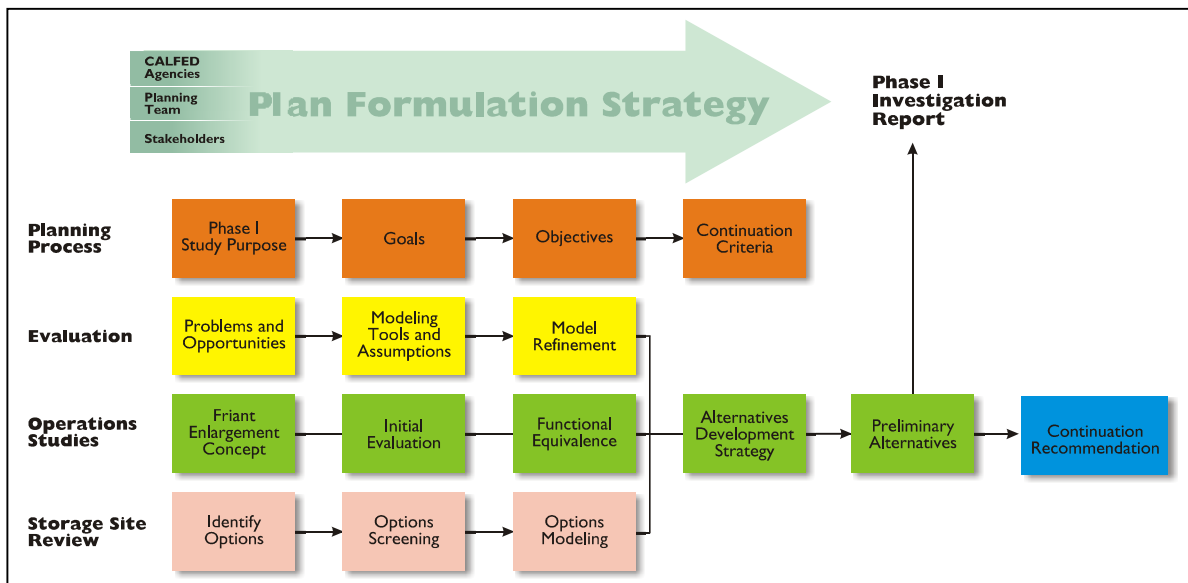 CALFED
Agencies
Planning
Team
Stakeholders
Plan Formulation Strategy
Phase I
Investigation
Report
Planning
Process
Phase I
Study Purpose
Goals
Objectives
Continuation
Criteria
Evaluation
Problems and
Opportunities
Modeling
Tools and
Assumptions
Model
Refinement
Operations
Studies
Friant
Enlargement
Concept
Initial
Evaluation
Functional
Equivalence
Alternatives
Development
Strategy
Preliminary
Alternatives
Continuation
Recommendation
Storage Site
Review
Identify
Options
Options
Screening
Options
Modeling